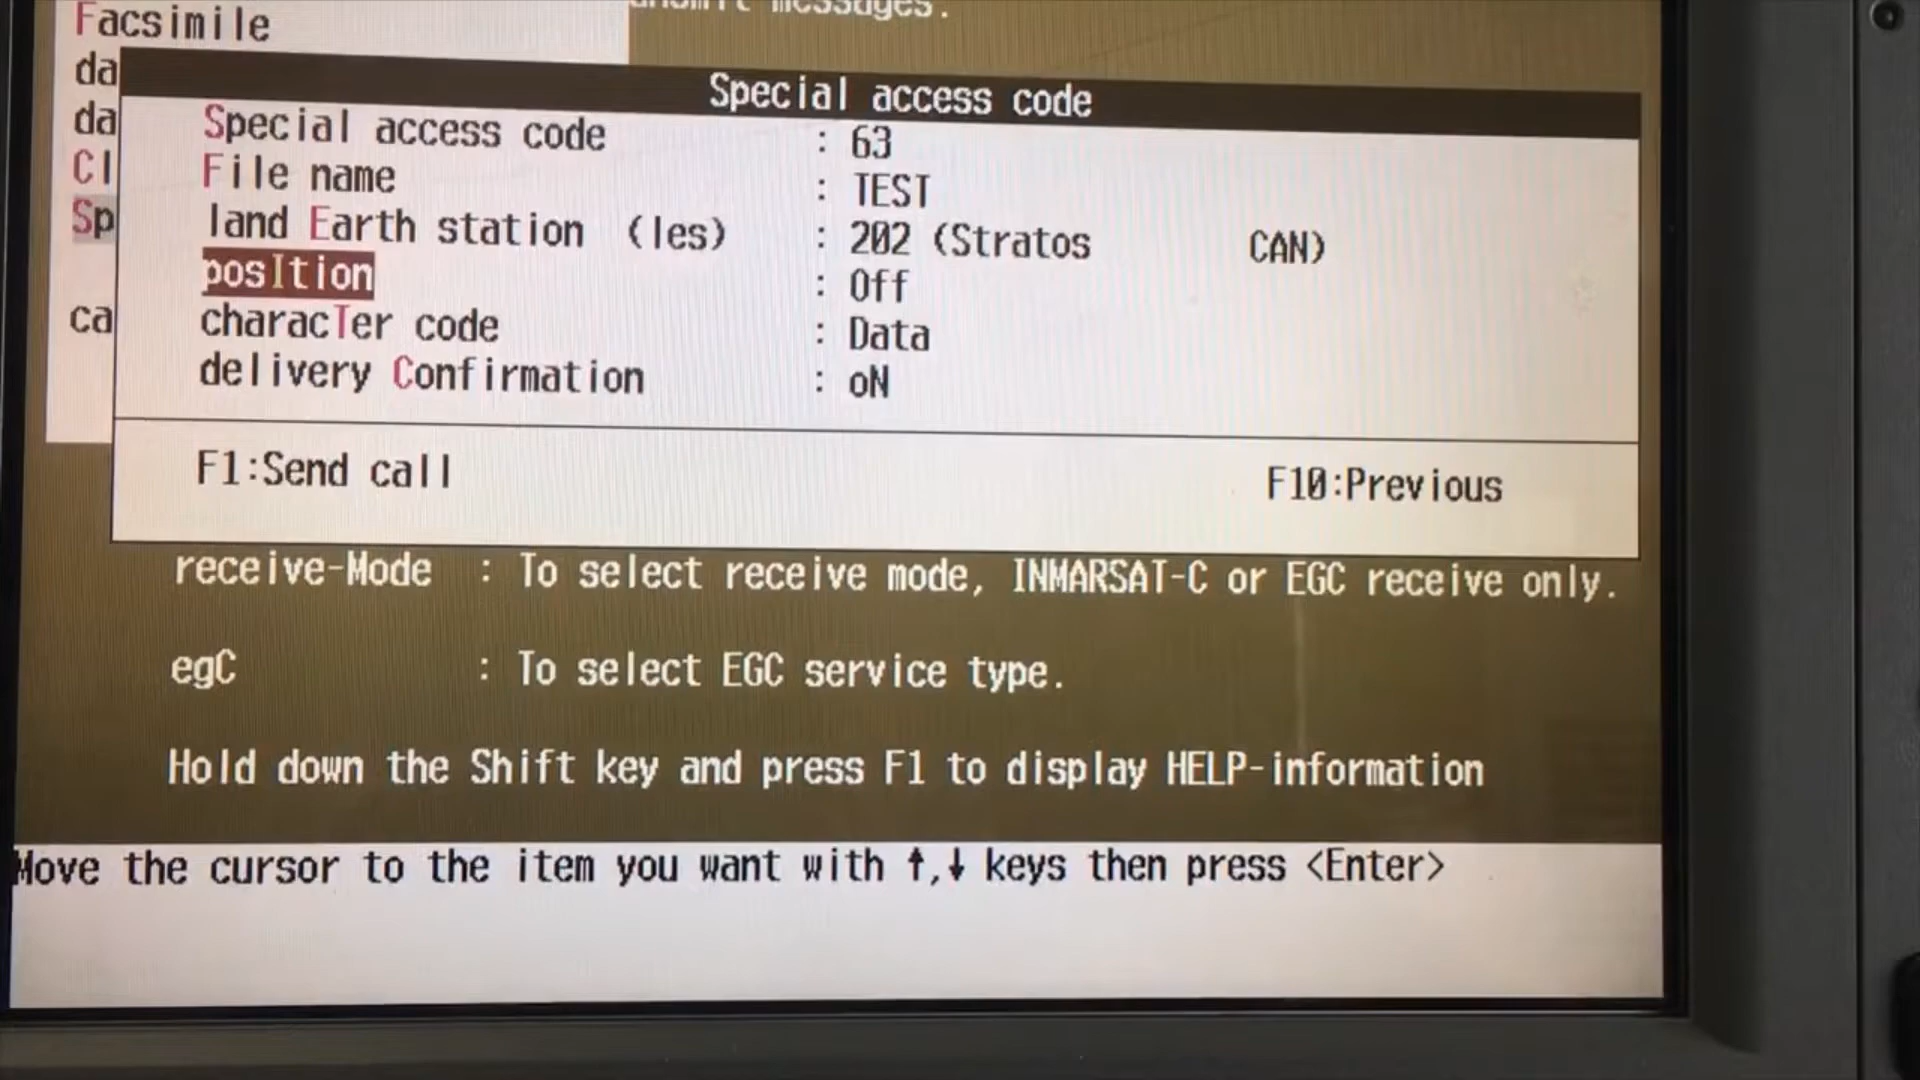 Facsimile
messages.
da
da
Cl
Sp
ca
Special access code
Special access code : 63
File name : TEST
land Earth station (les) : 202 (Stratos CAN)
posItion : Off
characTer code : Data
delivery Confirmation : oN
F1:Send call F10:Previous
receive-Mode : To select receive mode, INMARSAT-C or EGC receive only.
egC : To select EGC service type.
Hold down the Shift key and press F1 to display HELP-information
Move the cursor to the item you want with ↑,↓ keys then press <Enter>